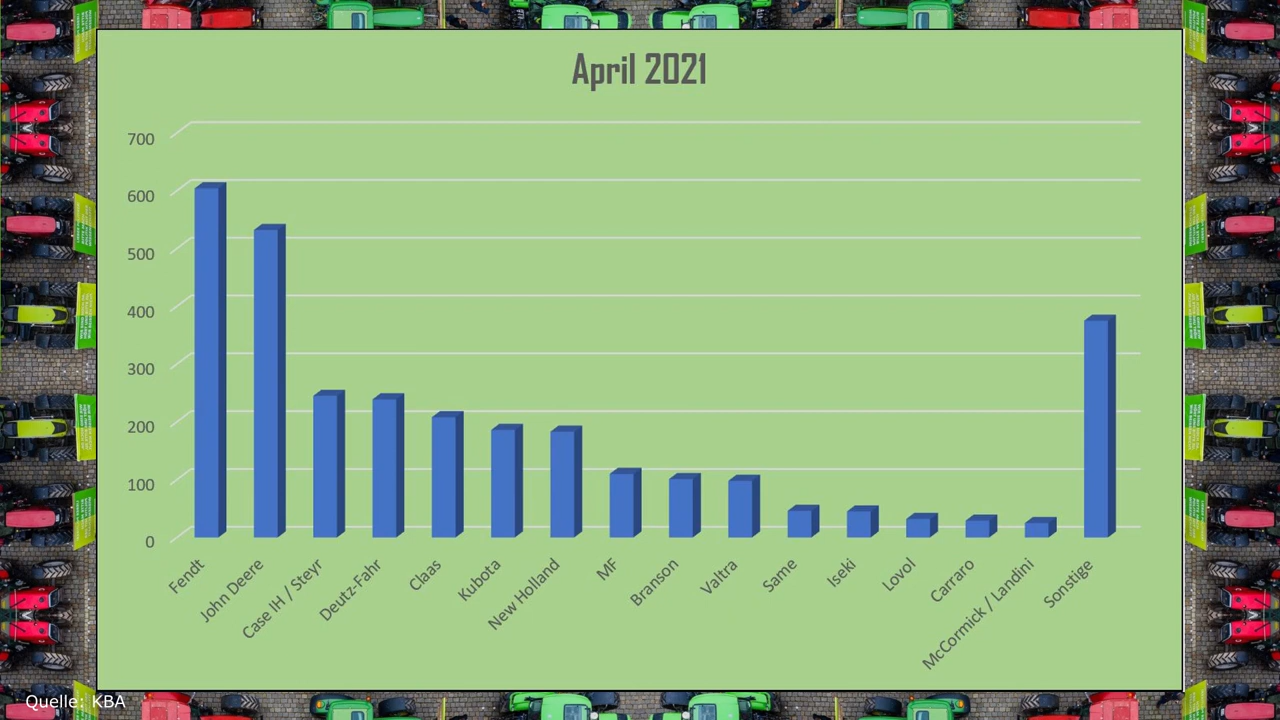 April 2021
700
600
500
400
300
200
100
0
Fendt
John Deere
Case IH / Steyr
Deutz-Fahr
Claas
Kubota
New Holland
MF
Branson
Valtra
Same
Iseki
Lovol
Carraro
McCormick / Landini
Sonstige
Quelle: KBA